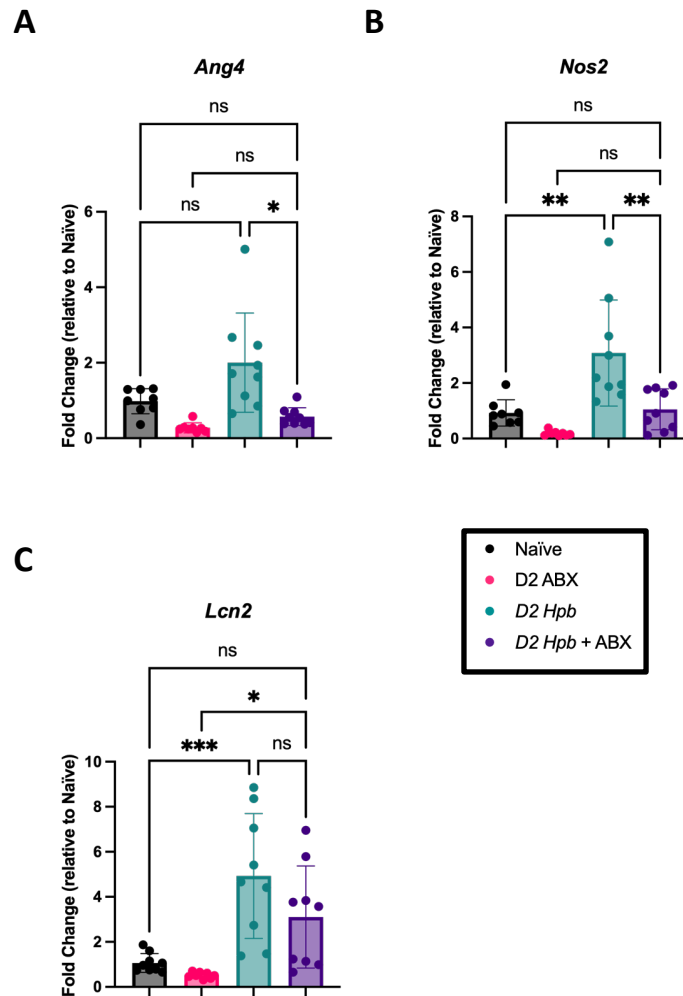 A
Ang4
ns
ns
ns
*
Fold Change (relative to Naïve)
6
4
2
0
B
Nos2
ns
ns
**
**
Fold Change (relative to Naïve)
8
6
4
2
0
C
Lcn2
ns
*
***
ns
Fold Change (relative to Naïve)
10
8
6
4
2
0
Naïve
D2 ABX
D2 Hpb
D2 Hpb + ABX